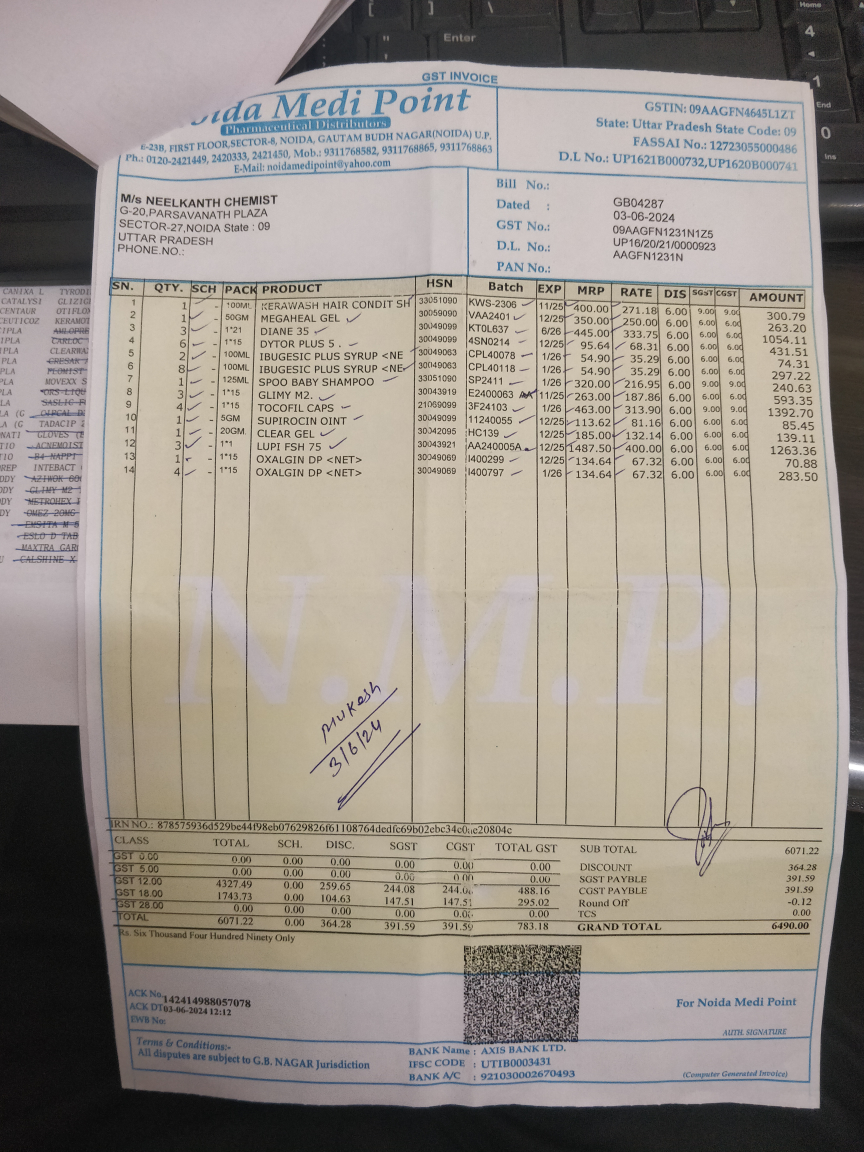 GST INVOICE
Noida Medi Point
Pharmaceutical Distributors
E-23B, FIRST FLOOR,SECTOR-8, NOIDA, GAUTAM BUDH NAGAR(NOIDA) U.P.
Ph.: 0120-2421449, 2420333, 2421450, Mob.: 9311768582, 9311768865, 9311768863
E-Mail: noidamedipoint@yahoo.com
GSTIN: 09AAGFN4645L1ZT
State: Uttar Pradesh State Code: 09
FASSAI No.: 12723055000486
D.L No.: UP1621B000732,UP1620B000741
M/s NEELKANTH CHEMIST
G-20,PARSAVANATH PLAZA
SECTOR-27,NOIDA State : 09
UTTAR PRADESH
PHONE.NO.:
Bill No.: GB04287
Dated : 03-06-2024
GST No.: 09AAGFN1231N1Z5
D.L. No.: UP16/20/21/0000923
PAN No.: AAGFN1231N
SN. QTY. SCH PACK PRODUCT HSN Batch EXP MRP RATE DIS SGST CGST AMOUNT
1 1 - 100ML KERAWASH HAIR CONDIT SH 33051090 KWS-2306 11/25 400.00 271.18 6.00 9.00 9.00 300.79
2 1 - 50GM MEGAHEAL GEL 30059090 VAA2401 12/25 350.00 250.00 6.00 6.00 6.00 263.20
3 3 - 1*21 DIANE 35 30049099 KT0L637 6/26 445.00 333.75 6.00 6.00 6.00 1054.11
4 6 - 1*15 DYTOR PLUS 5 . 30049099 4SN0214 12/25 95.64 68.31 6.00 6.00 6.00 431.51
5 2 - 100ML IBUGESIC PLUS SYRUP <NE 30049063 CPL40078 1/26 54.90 35.29 6.00 6.00 6.00 74.31
6 8 - 100ML IBUGESIC PLUS SYRUP <NE 30049063 CPL40118 1/26 54.90 35.29 6.00 6.00 6.00 297.22
7 1 - 125ML SPOO BABY SHAMPOO 33051090 SP2411 1/26 320.00 216.95 6.00 9.00 9.00 240.63
8 3 - 1*15 GLIMY M2. 30043919 E2400063 11/25 263.00 187.86 6.00 6.00 6.00 593.35
9 4 - 1*15 TOCOFIL CAPS 21069099 3F24103 1/26 463.00 313.90 6.00 9.00 9.00 1392.70
10 1 - 5GM SUPIROCIN OINT 30049099 11240055 12/25 113.62 81.16 6.00 6.00 6.00 85.45
11 1 - 20GM. CLEAR GEL 30042095 HC139 12/25 185.00 132.14 6.00 6.00 6.00 139.11
12 3 - 1*1 LUPI FSH 75 30043921 AA240005A 12/25 1487.50 400.00 6.00 6.00 6.00 1263.36
13 1 - 1*15 OXALGIN DP <NET> 30049069 I400299 12/25 134.64 67.32 6.00 6.00 6.00 70.88
14 4 - 1*15 OXALGIN DP <NET> 30049069 I400797 1/26 134.64 67.32 6.00 6.00 6.00 283.50
N.M.P.
Mukesh
3/6/24
IRN NO.:
CLASS TOTAL SCH. DISC. SGST CGST TOTAL GST
GST 0.00 0.00 0.00 0.00 0.00 0.00 0.00
GST 5.00 0.00 0.00 0.00 0.00 0.00 0.00
GST 12.00 4327.49 0.00 259.65 244.08 244.08 488.16
GST 18.00 1743.73 0.00 104.63 147.51 147.51 295.02
GST 28.00 0.00 0.00 0.00 0.00 0.00 0.00
TOTAL 6071.22 0.00 364.28 391.59 391.59 783.18
Rs. Six Thousand Four Hundred Ninety Only
SUB TOTAL 6071.22
DISCOUNT 364.28
SGST PAYBLE 391.59
CGST PAYBLE 391.59
Round Off -0.12
TCS 0.00
GRAND TOTAL 6490.00
ACK No. 142414988057078
ACK DT 03-06-2024 12:12
EWB No:
For Noida Medi Point
AUTH. SIGNATURE
Terms & Conditions:-
All disputes are subject to G.B. NAGAR Jurisdiction
BANK Name : AXIS BANK LTD.
IFSC CODE : UTIB0003431
BANK A/C : 921030002670493
(Computer Generated Invoice)